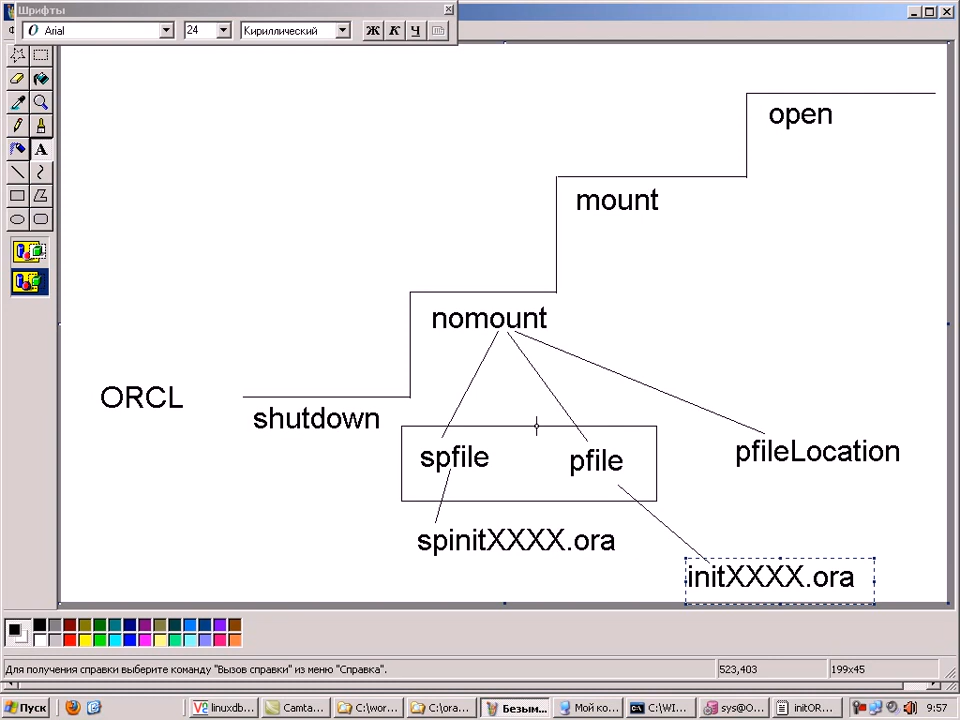 Шрифты
Arial
24
Кириллический
Ж К Ч
A
open
mount
nomount
ORCL
shutdown
spfile
pfile
pfileLocation
spinitXXXX.ora
initXXXX.ora
Для получения справки выберите команду "Вызов справки" из меню "Справка".
523,403
199x45
Пуск
linuxdb...
Camta...
C:\wor...
C:\ora...
Безым...
Мой ко...
C:\WI...
sys@O...
initOR...
9:57